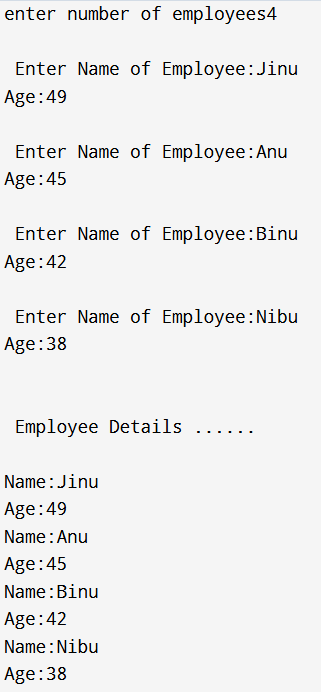 enter number of employees4
Enter Name of Employee:Jinu
Age:49
Enter Name of Employee:Anu
Age:45
Enter Name of Employee:Binu
Age:42
Enter Name of Employee:Nibu
Age:38
Employee Details ......
Name:Jinu
Age:49
Name:Anu
Age:45
Name:Binu
Age:42
Name:Nibu
Age:38